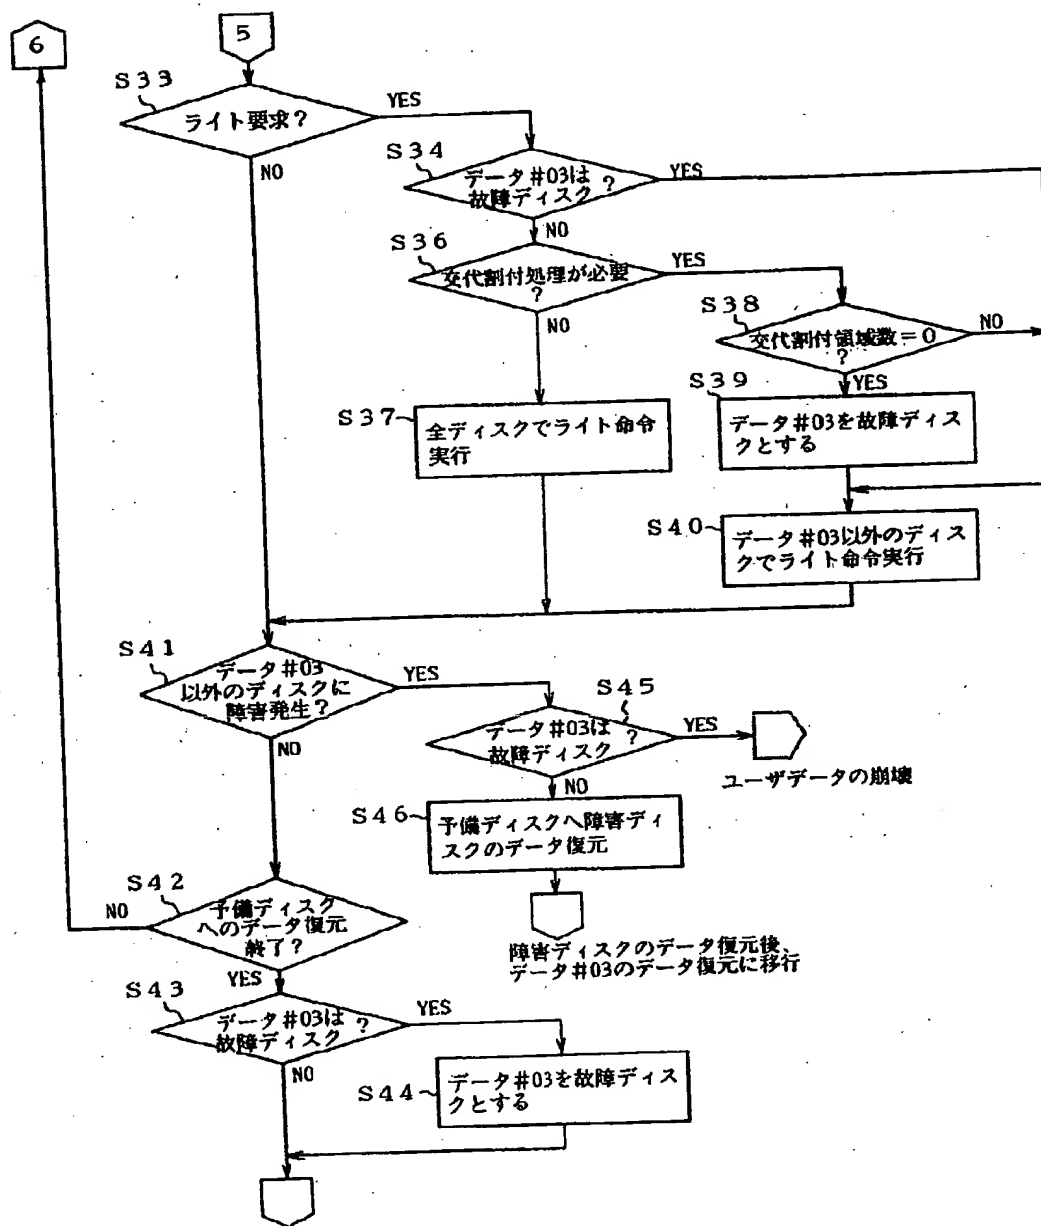 6
5
S33
ライト要求?
YES
NO
S34
データ#03は
故障ディスク?
YES
NO
S36
交代割付処理が必要
?
YES
NO
S38
交代割付領域数=0
?
NO
YES
S37
全ディスクでライト命令
実行
S39
データ#03を故障ディス
クとする
S40
データ#03以外のディス
クでライト命令実行
S41
データ#03
以外のディスクに
障害発生?
YES
NO
S45
データ#03は
故障ディスク?
YES
NO
ユーザデータの崩壊
S46
予備ディスクへ障害ディ
スクのデータ復元
障害ディスクのデータ復元後、
データ#03のデータ復元に移行
S42
予備ディスク
へのデータ復元
終了?
NO
YES
S43
データ#03は
故障ディスク?
YES
NO
S44
データ#03を故障ディス
クとする